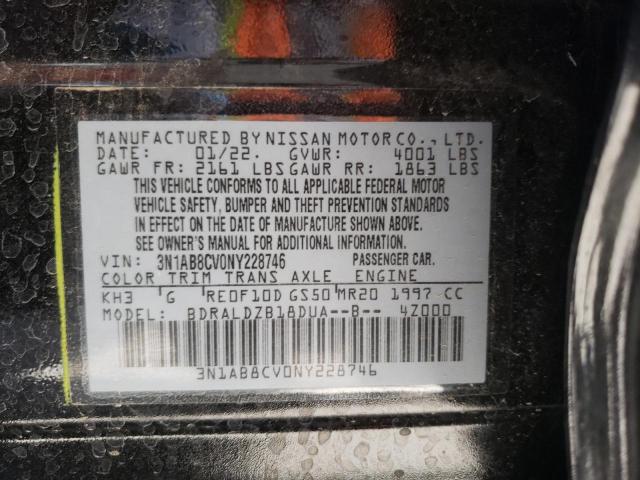 MANUFACTURED BY NISSAN MOTOR CO., LTD.
DATE: 01/22. GVWR: 4001 LBS
GAWR FR: 2161 LBS GAWR RR: 1863 LBS
THIS VEHICLE CONFORMS TO ALL APPLICABLE FEDERAL MOTOR
VEHICLE SAFETY, BUMPER AND THEFT PREVENTION STANDARDS
IN EFFECT ON THE DATE OF MANUFACTURE SHOWN ABOVE.
SEE OWNER'S MANUAL FOR ADDITIONAL INFORMATION
VIN: 3N1AB8CV0NY228746 PASSENGER CAR.
COLOR TRIM TRANS AXLE ENGINE
KH3 G RE0F10D GS50 MR20 1997 CC
MODEL: BDRALDZB18DUA--B-- 4Z000
3N1AB8CV0NY228746